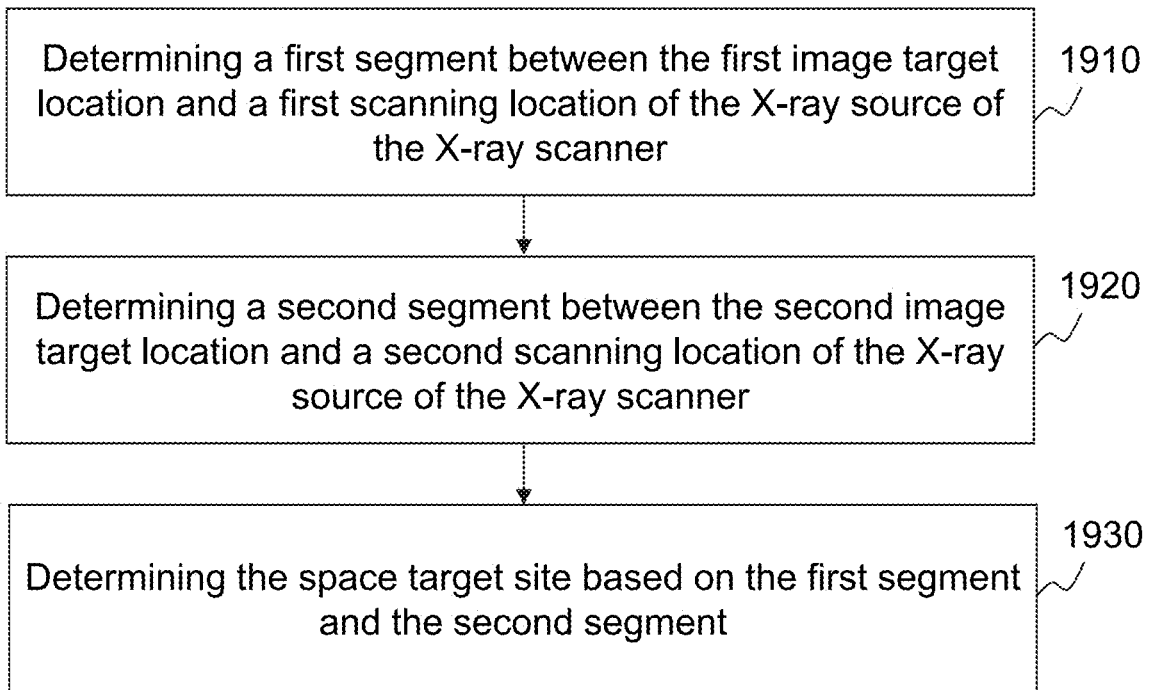 Determining a first segment between the first image target
location and a first scanning location of the X-ray source of
the X-ray scanner
1910
Determining a second segment between the second image
target location and a second scanning location of the X-ray
source of the X-ray scanner
1920
Determining the space target site based on the first segment
and the second segment
1930